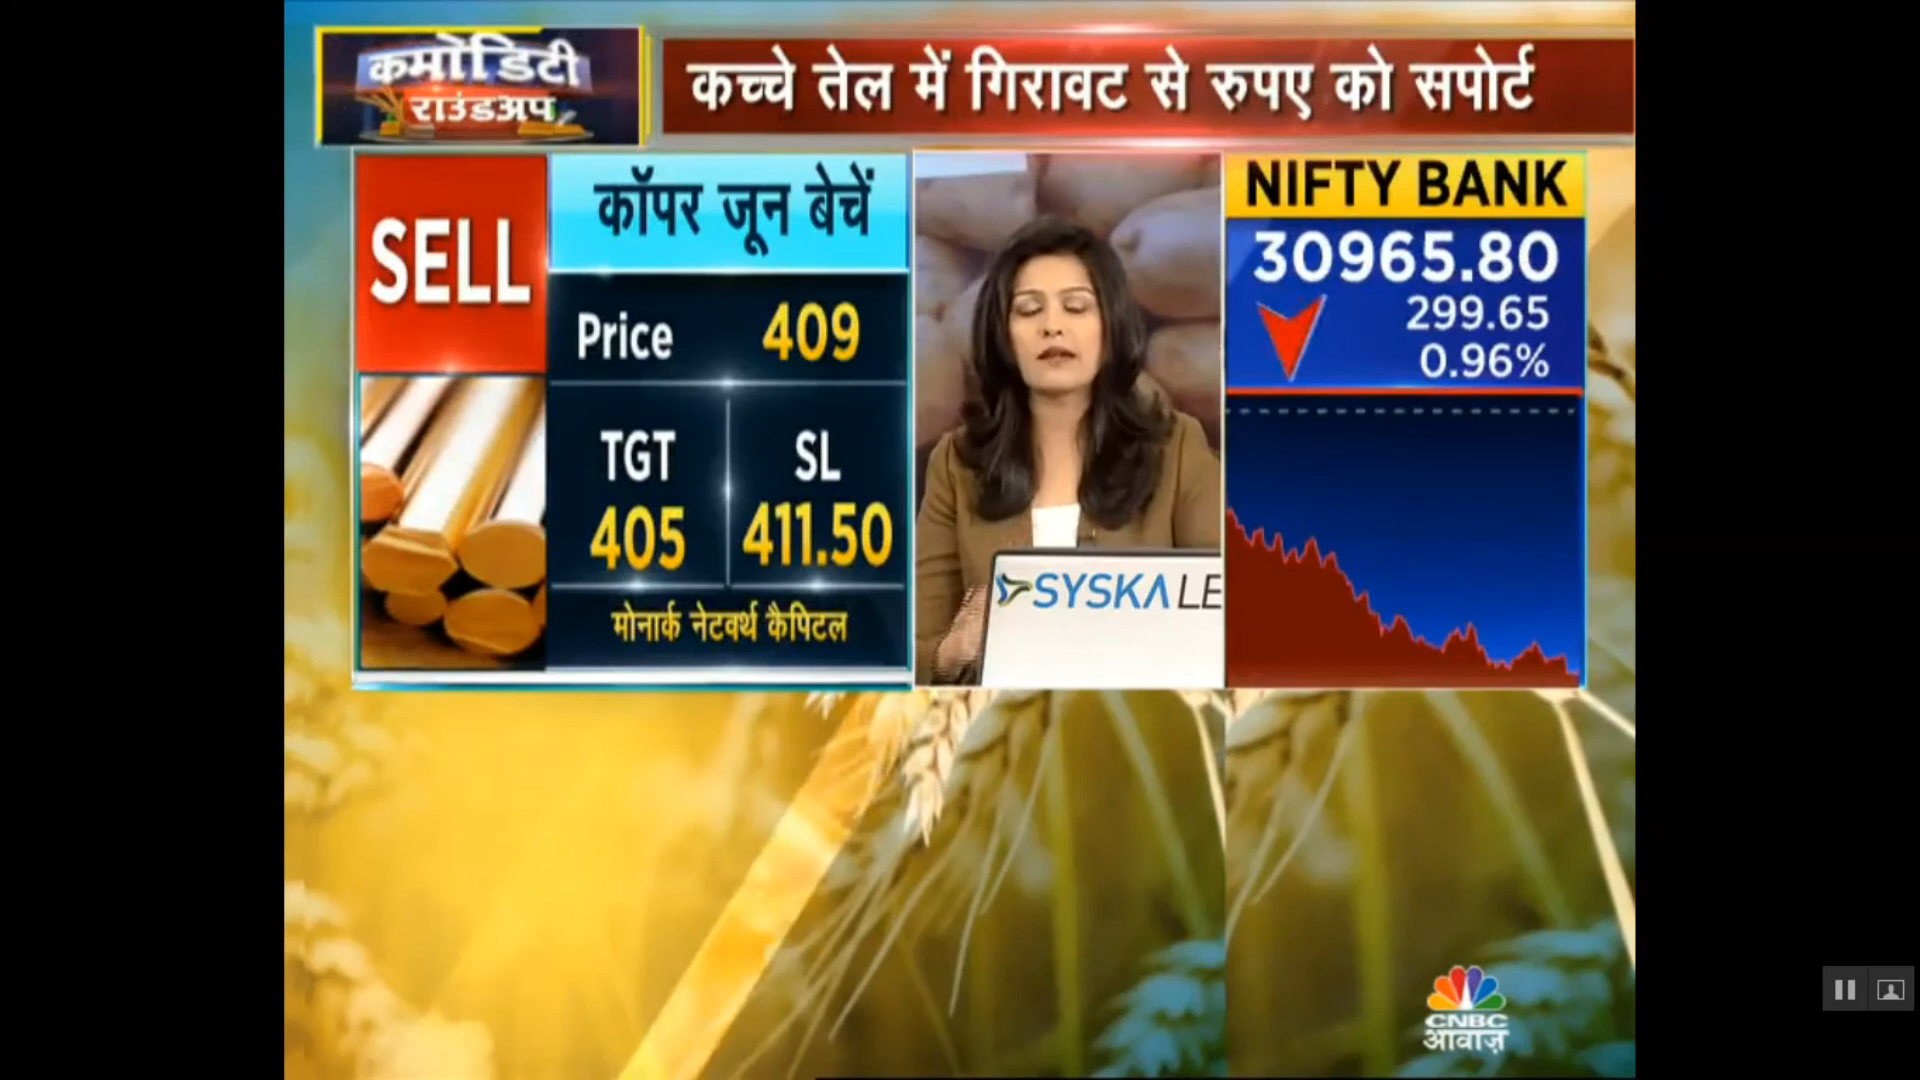 कमोडिटी
राउंडअप
कच्चे तेल में गिरावट से रुपए को सपोर्ट
SELL
कॉपर जून बेचें
Price 409
TGT SL
405 411.50
मोनार्क नेटवर्थ कैपिटल
SYSKA LE
NIFTY BANK
30965.80
299.65
0.96%
CNBC
आवाज़